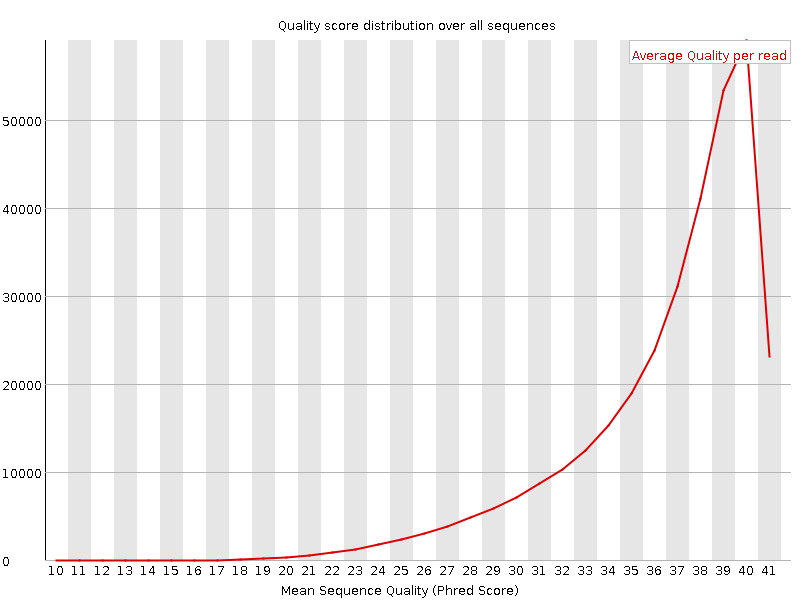 Quality score distribution over all sequences
Average Quality per read
50000
40000
30000
20000
10000
0
10 11 12 13 14 15 16 17 18 19 20 21 22 23 24 25 26 27 28 29 30 31 32 33 34 35 36 37 38 39 40 41
Mean Sequence Quality (Phred Score)